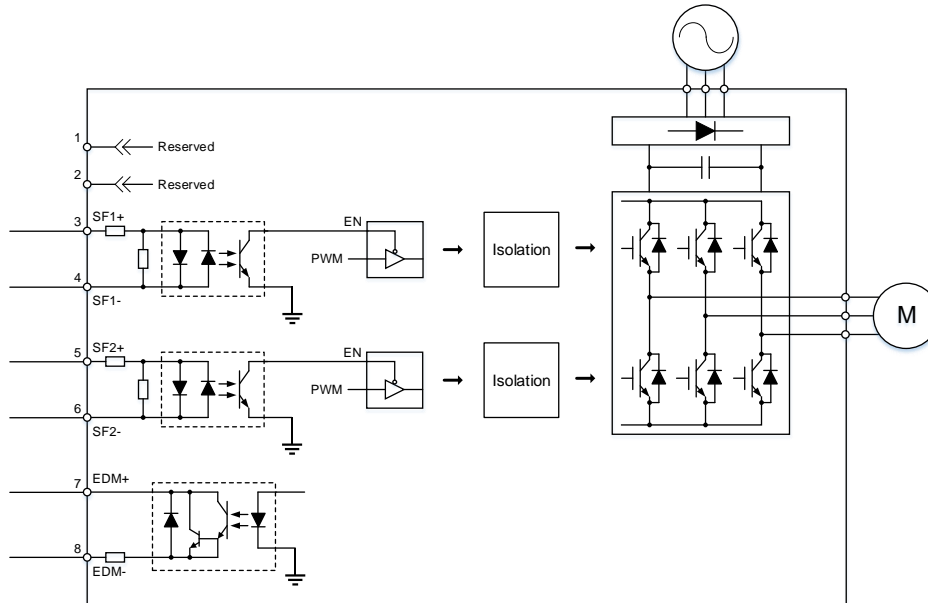 1
Reserved
2
Reserved
3
SF1+
EN
PWM
Isolation
4
SF1-
M
5
SF2+
EN
PWM
Isolation
6
SF2-
7
EDM+
8
EDM-